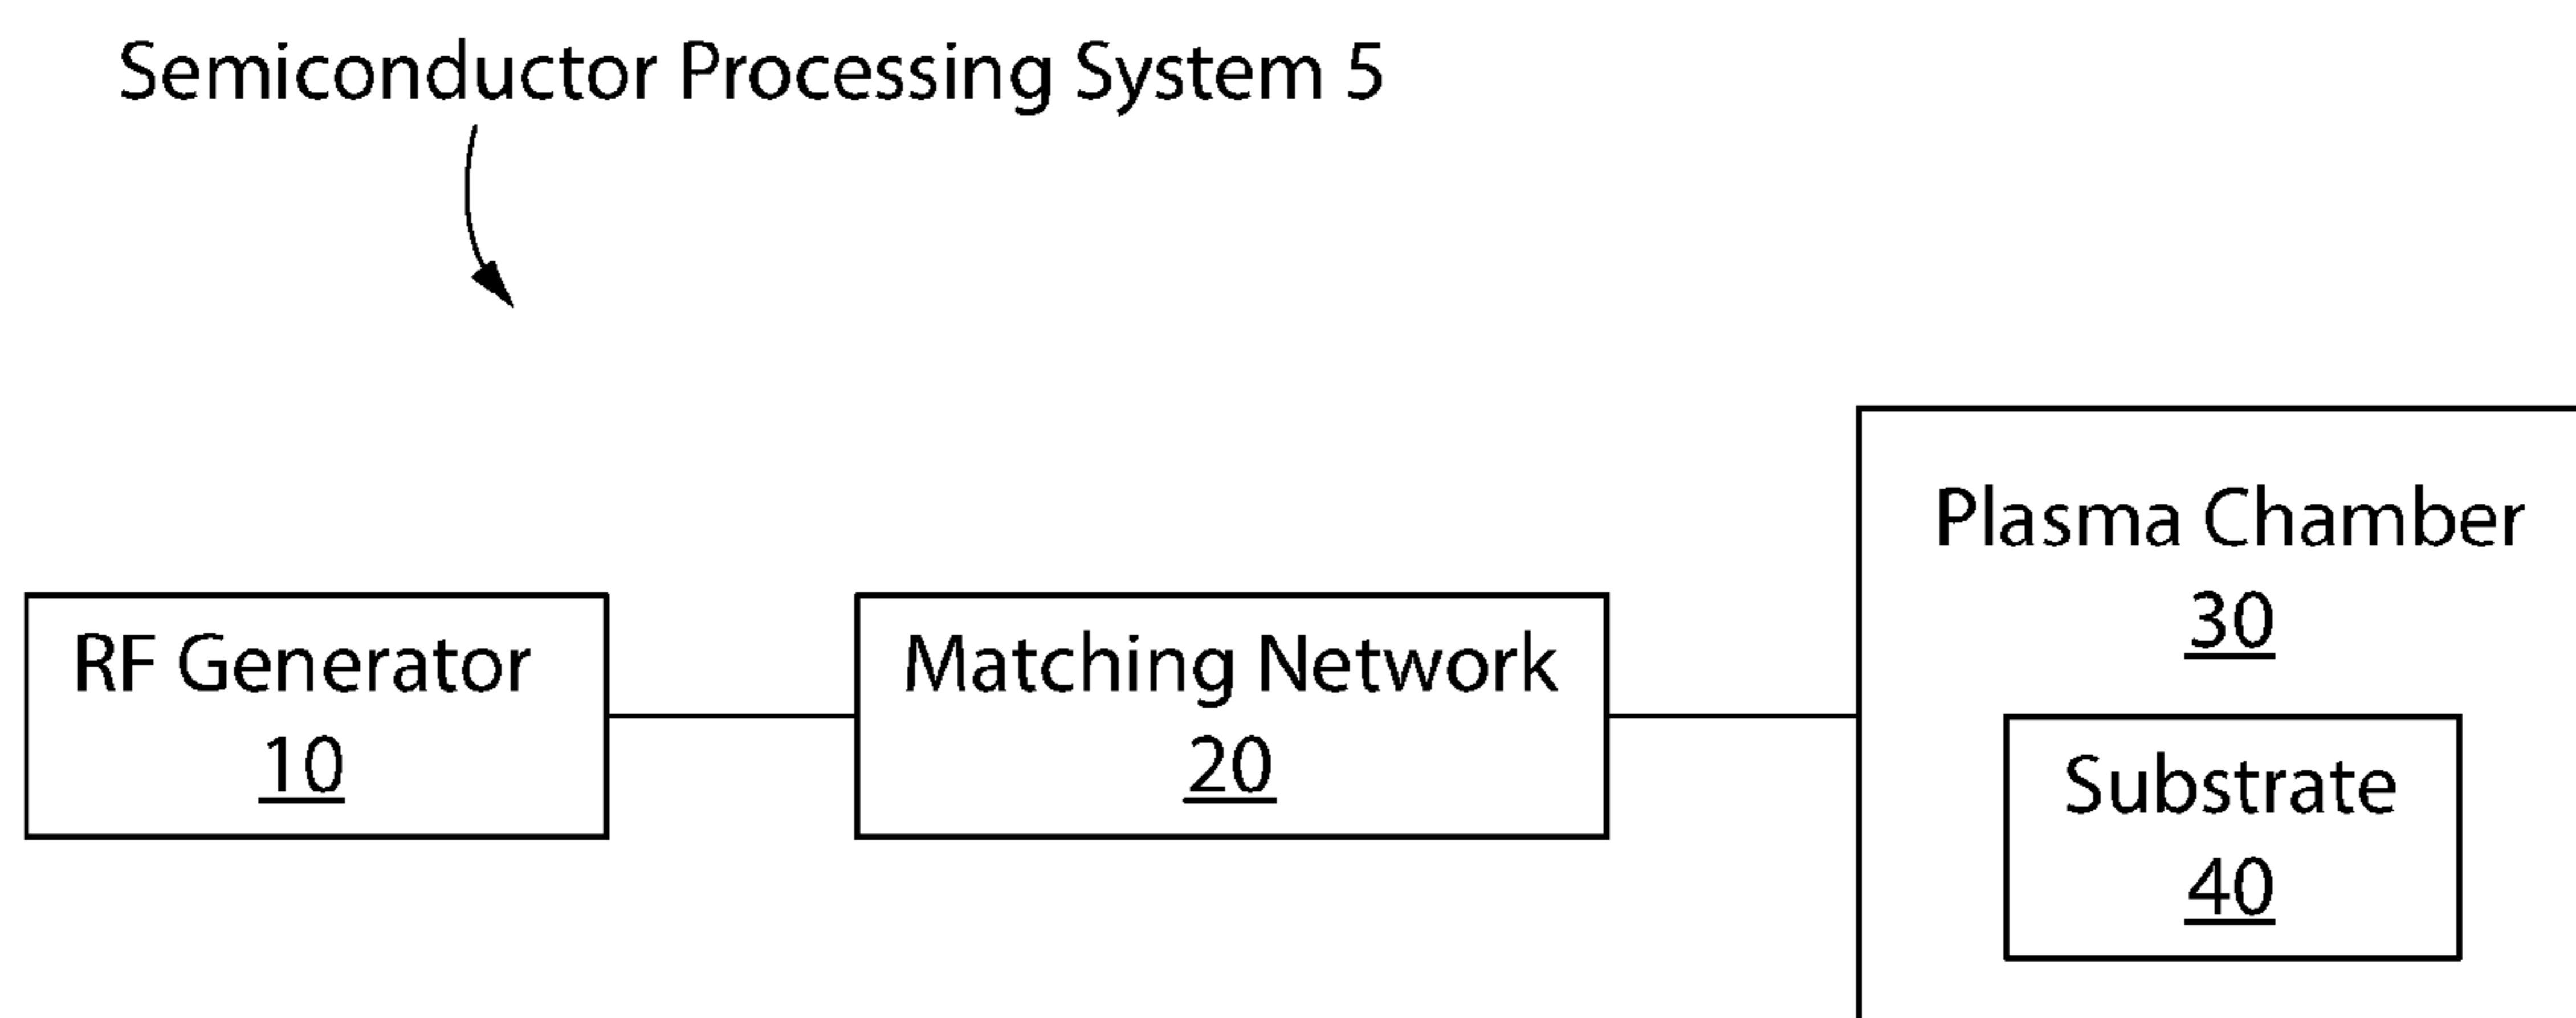 Semiconductor Processing System 5
Plasma Chamber
30
RF Generator
10
Matching Network
20
Substrate
40